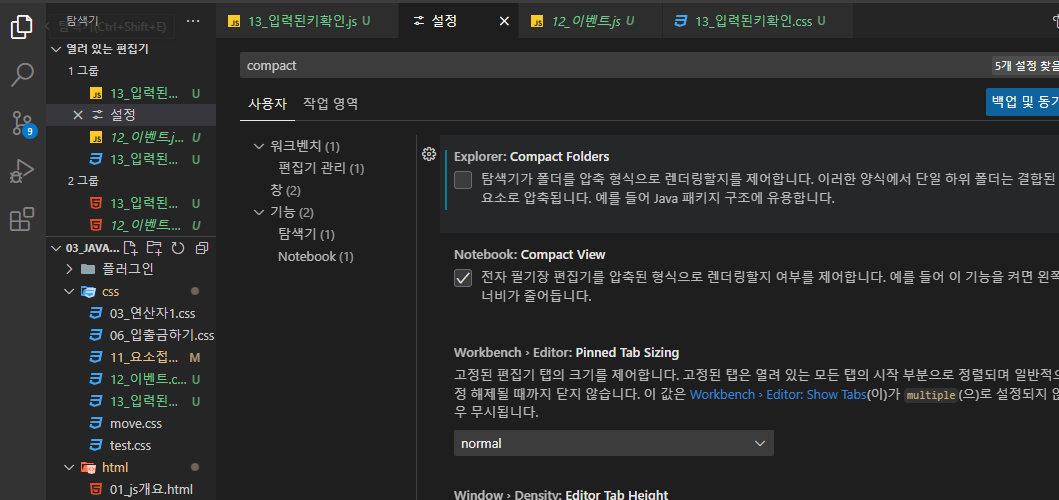 탐색기
탐색기(Ctrl+Shift+E)
열려 있는 편집기
1 그룹
13_입력된... U
설정
12_이벤트.j... U
13_입력된... U
2 그룹
13_입력된... U
12_이벤트.... U
03_JAVA...
플러그인
css
03_연산자1.css
06_입출금하기.css
11_요소접... M
12_이벤트.c... U
13_입력된... U
move.css
test.css
html
01_js개요.html
9
13_입력된키확인.js U
설정
12_이벤트.js U
13_입력된키확인.css U
compact
5개 설정 찾음
사용자
작업 영역
백업 및 동기
워크벤치 (1)
편집기 관리 (1)
창 (2)
기능 (2)
탐색기 (1)
Notebook (1)
Explorer: Compact Folders
탐색기가 폴더를 압축 형식으로 렌더링할지를 제어합니다. 이러한 양식에서 단일 하위 폴더는 결합된
요소로 압축됩니다. 예를 들어 Java 패키지 구조에 유용합니다.
Notebook: Compact View
전자 필기장 편집기를 압축된 형식으로 렌더링할지 여부를 제어합니다. 예를 들어 이 기능을 켜면 왼쪽
너비가 줄어듭니다.
Workbench › Editor: Pinned Tab Sizing
고정된 편집기 탭의 크기를 제어합니다. 고정된 탭은 열려 있는 모든 탭의 시작 부분으로 정렬되며 일반적으
정 해제될 때까지 닫지 않습니다. 이 값은 Workbench › Editor: Show Tabs(이)가 multiple(으)로 설정되지 않
우 무시됩니다.
normal
Window › Density: Editor Tab Height